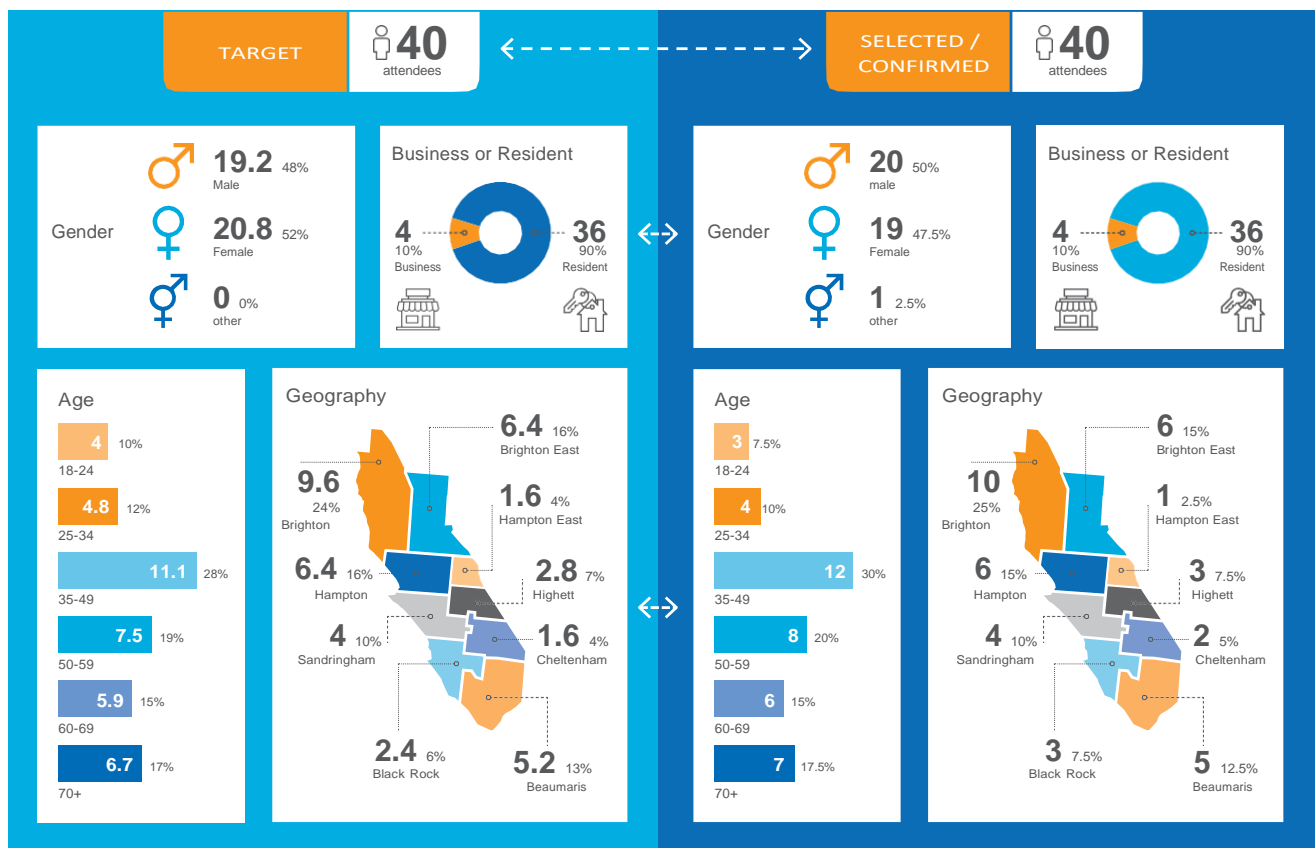 TARGET
40
attendees
SELECTED /
CONFIRMED
40
attendees
Gender
19.2 48%
Male
20.8 52%
Female
0 0%
other
Business or Resident
4
10%
Business
36
90%
Resident
Age
4 10%
18-24
4.8 12%
25-34
11.1 28%
35-49
7.5 19%
50-59
5.9 15%
60-69
6.7 17%
70+
Geography
6.4 16%
Brighton East
9.6
24%
Brighton
1.6 4%
Hampton East
6.4 16%
Hampton
2.8 7%
Highett
4 10%
Sandringham
1.6 4%
Cheltenham
2.4 6%
Black Rock
5.2 13%
Beaumaris
Gender
20 50%
male
19 47.5%
Female
1 2.5%
other
Business or Resident
4
10%
Business
36
90%
Resident
Age
3 7.5%
18-24
4 10%
25-34
12 30%
35-49
8 20%
50-59
6 15%
60-69
7 17.5%
70+
Geography
6 15%
Brighton East
10
25%
Brighton
1 2.5%
Hampton East
6 15%
Hampton
3 7.5%
Highett
4 10%
Sandringham
2 5%
Cheltenham
3 7.5%
Black Rock
5 12.5%
Beaumaris